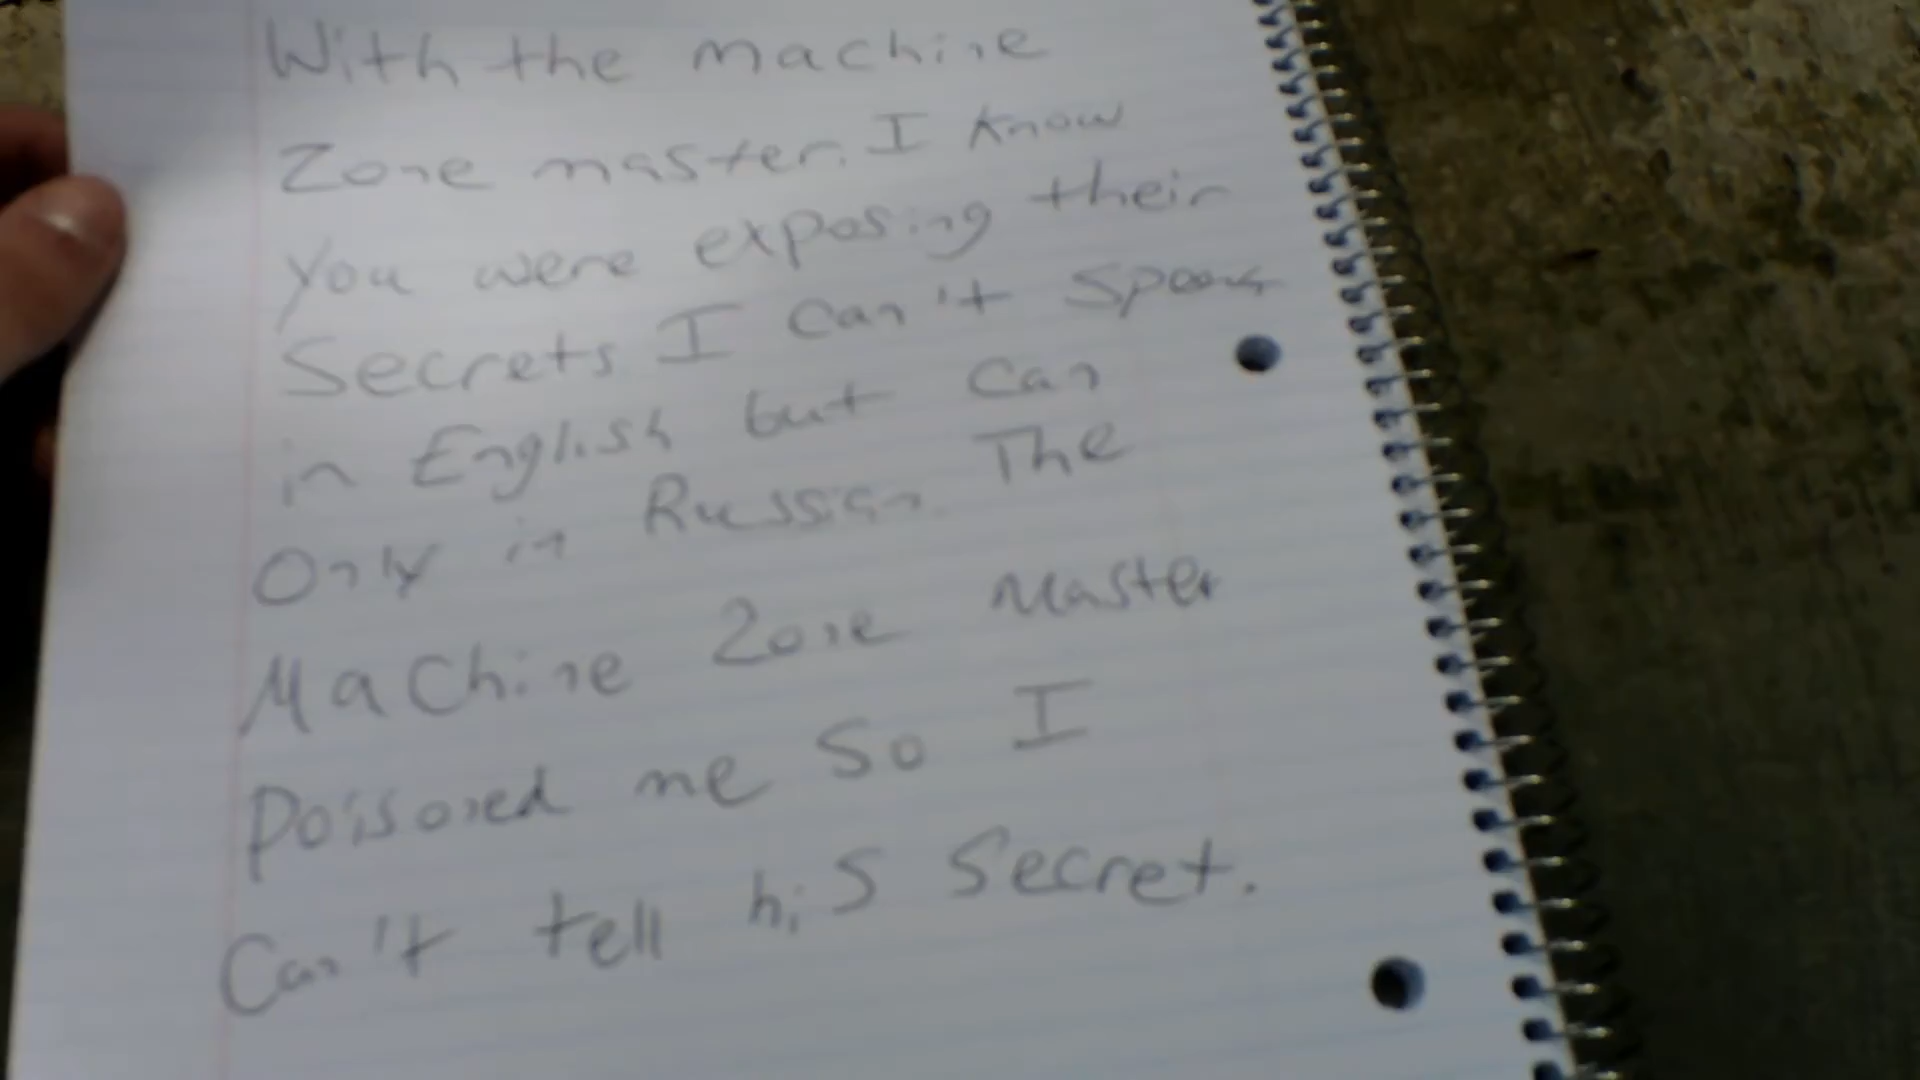 With the machine
Zone master. I know
you were exposing their
Secrets I can't speak
in English but can
Only in Russian. The
Machine Zone Master
Poisoned me So I
Can't tell his Secret.